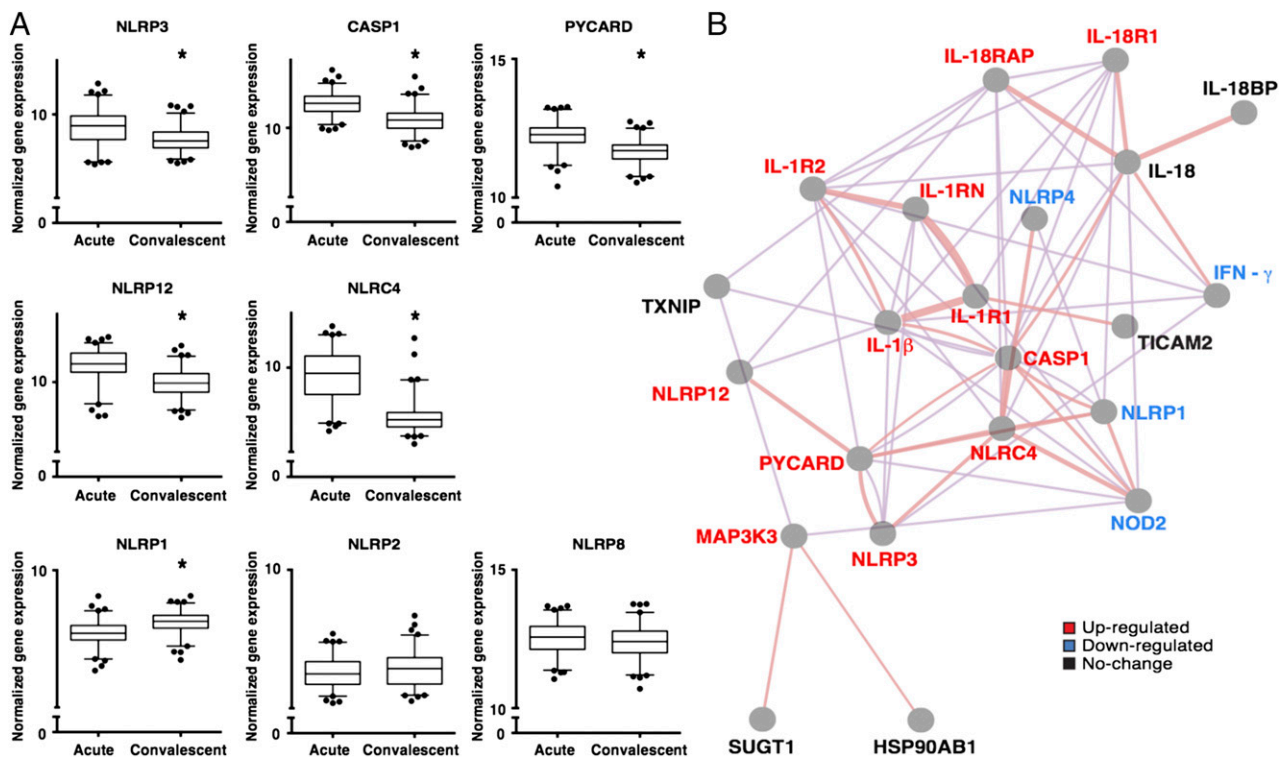 A
NLRP3
Normalized gene expression
*
10
0
Acute Convalescent
CASP1
Normalized gene expression
*
10
0
Acute Convalescent
PYCARD
Normalized gene expression
*
15
10
0
Acute Convalescent
NLRP12
Normalized gene expression
*
10
0
Acute Convalescent
NLRC4
Normalized gene expression
*
10
0
Acute Convalescent
NLRP1
Normalized gene expression
*
10
0
Acute Convalescent
NLRP2
Normalized gene expression
10
0
Acute Convalescent
NLRP8
Normalized gene expression
15
10
0
Acute Convalescent
B
IL-18R1
IL-18RAP
IL-18BP
IL-1R2
IL-18
IL-1RN
NLRP4
IFN - γ
TXNIP
IL-1R1
IL-1β
TICAM2
CASP1
NLRP12
NLRP1
NLRC4
PYCARD
NOD2
MAP3K3
NLRP3
Up-regulated
Down-regulated
No-change
SUGT1
HSP90AB1